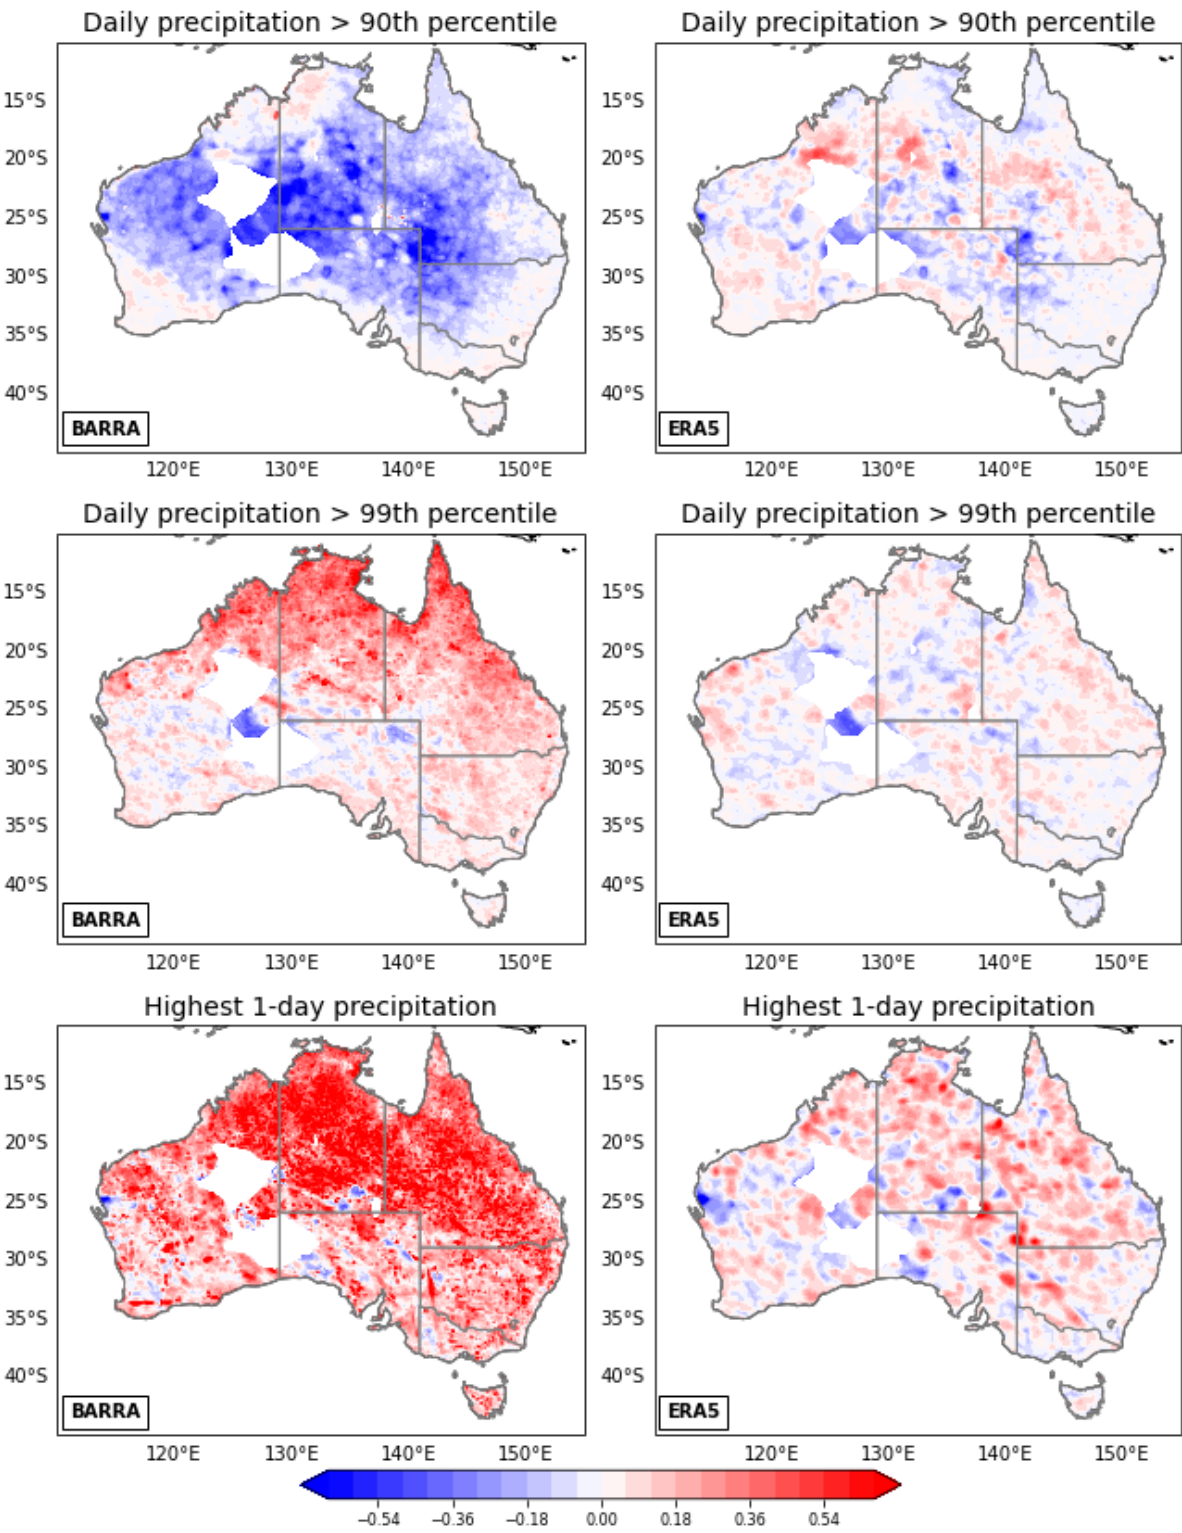 Daily precipitation > 90th percentile
Daily precipitation > 90th percentile
15°S
20°S
25°S
30°S
35°S
40°S
BARRA
120°E 130°E 140°E 150°E
15°S
20°S
25°S
30°S
35°S
40°S
ERA5
120°E 130°E 140°E 150°E
Daily precipitation > 99th percentile
Daily precipitation > 99th percentile
15°S
20°S
25°S
30°S
35°S
40°S
BARRA
120°E 130°E 140°E 150°E
15°S
20°S
25°S
30°S
35°S
40°S
ERA5
120°E 130°E 140°E 150°E
Highest 1-day precipitation
Highest 1-day precipitation
15°S
20°S
25°S
30°S
35°S
40°S
BARRA
120°E 130°E 140°E 150°E
15°S
20°S
25°S
30°S
35°S
40°S
ERA5
120°E 130°E 140°E 150°E
−0.54 −0.36 −0.18 0.00 0.18 0.36 0.54